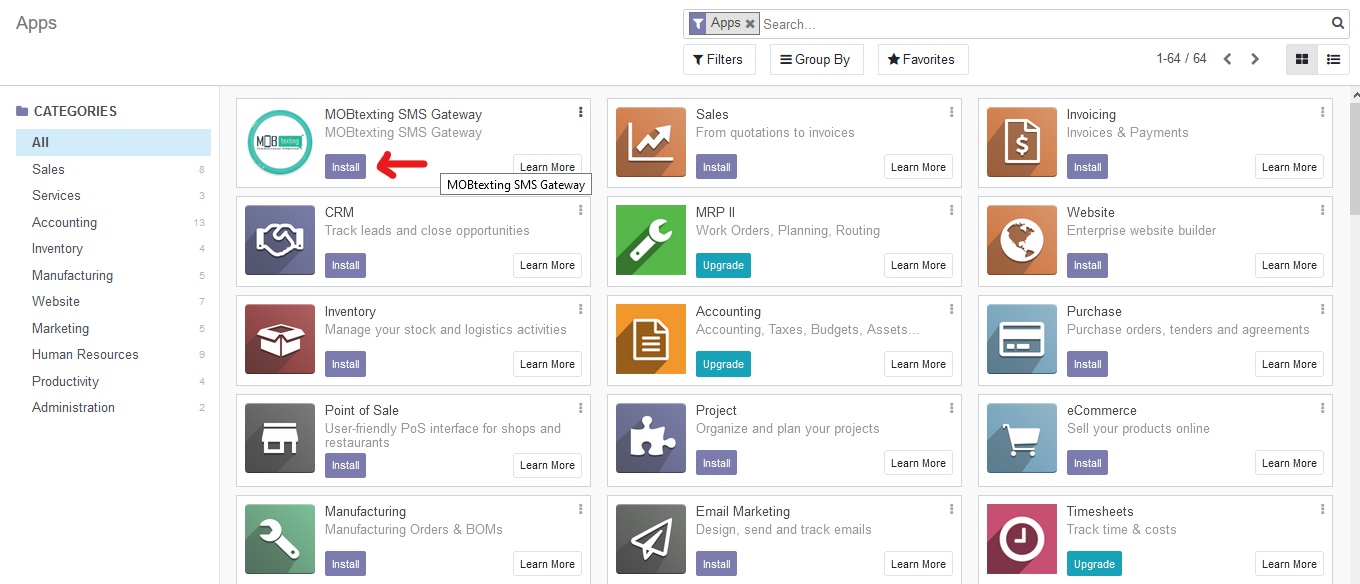 Apps
Apps
Search...
Filters
Group By
Favorites
1-64 / 64
CATEGORIES
All
Sales 8
Services 3
Accounting 13
Inventory 4
Manufacturing 5
Website 7
Marketing 5
Human Resources 9
Productivity 4
Administration 2
MOB texting
MOBtexting SMS Gateway
MOBtexting SMS Gateway
Install
Learn More
MOBtexting SMS Gateway
Sales
From quotations to invoices
Install
Learn More
Invoicing
Invoices & Payments
Install
Learn More
CRM
Track leads and close opportunities
Install
Learn More
MRP II
Work Orders, Planning, Routing
Upgrade
Learn More
Website
Enterprise website builder
Install
Learn More
Inventory
Manage your stock and logistics activities
Install
Learn More
Accounting
Accounting, Taxes, Budgets, Assets...
Upgrade
Learn More
Purchase
Purchase orders, tenders and agreements
Install
Learn More
Point of Sale
User-friendly PoS interface for shops and
restaurants
Install
Learn More
Project
Organize and plan your projects
Install
Learn More
eCommerce
Sell your products online
Install
Learn More
Manufacturing
Manufacturing Orders & BOMs
Install
Learn More
Email Marketing
Design, send and track emails
Install
Learn More
Timesheets
Track time & costs
Upgrade
Learn More